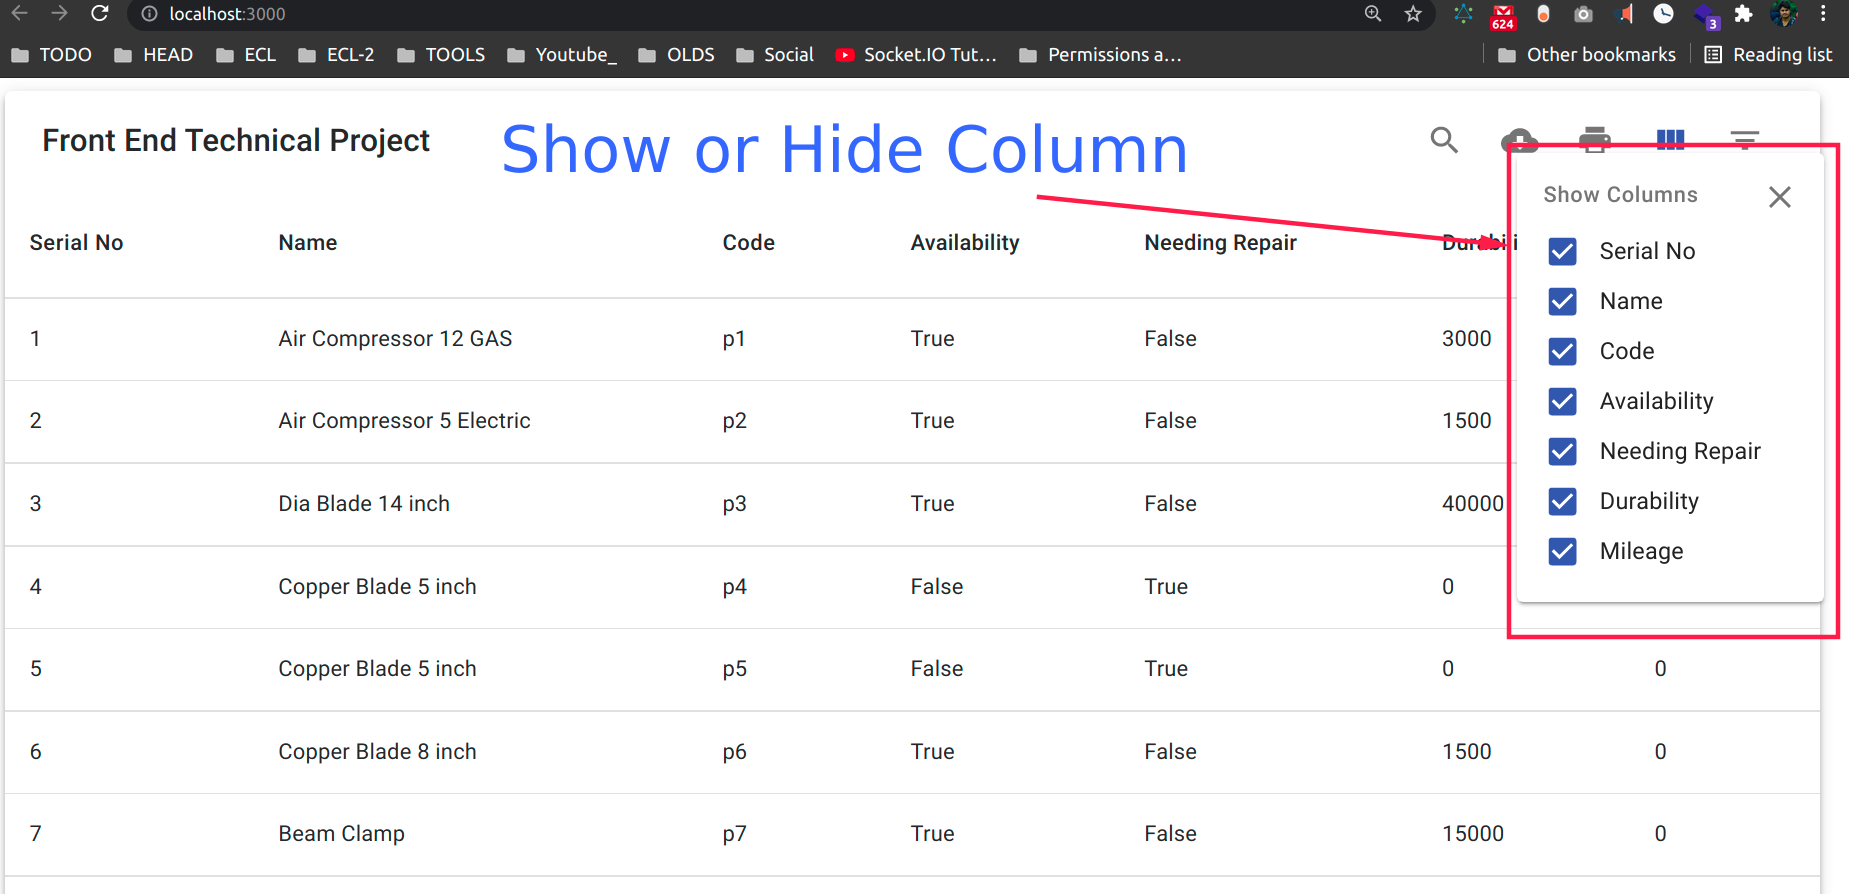 localhost:3000
624
3
TODO HEAD ECL ECL-2 TOOLS Youtube_ OLDS Social Socket.IO Tut... Permissions a... Other bookmarks Reading list
Front End Technical Project
Show or Hide Column
Show Columns
Serial No Name Code Availability Needing Repair
Serial No
Name
Code
Availability
Needing Repair
Durability
Mileage
1 Air Compressor 12 GAS p1 True False 3000
2 Air Compressor 5 Electric p2 True False 1500
3 Dia Blade 14 inch p3 True False 40000
4 Copper Blade 5 inch p4 False True 0
5 Copper Blade 5 inch p5 False True 0 0
6 Copper Blade 8 inch p6 True False 1500 0
7 Beam Clamp p7 True False 15000 0